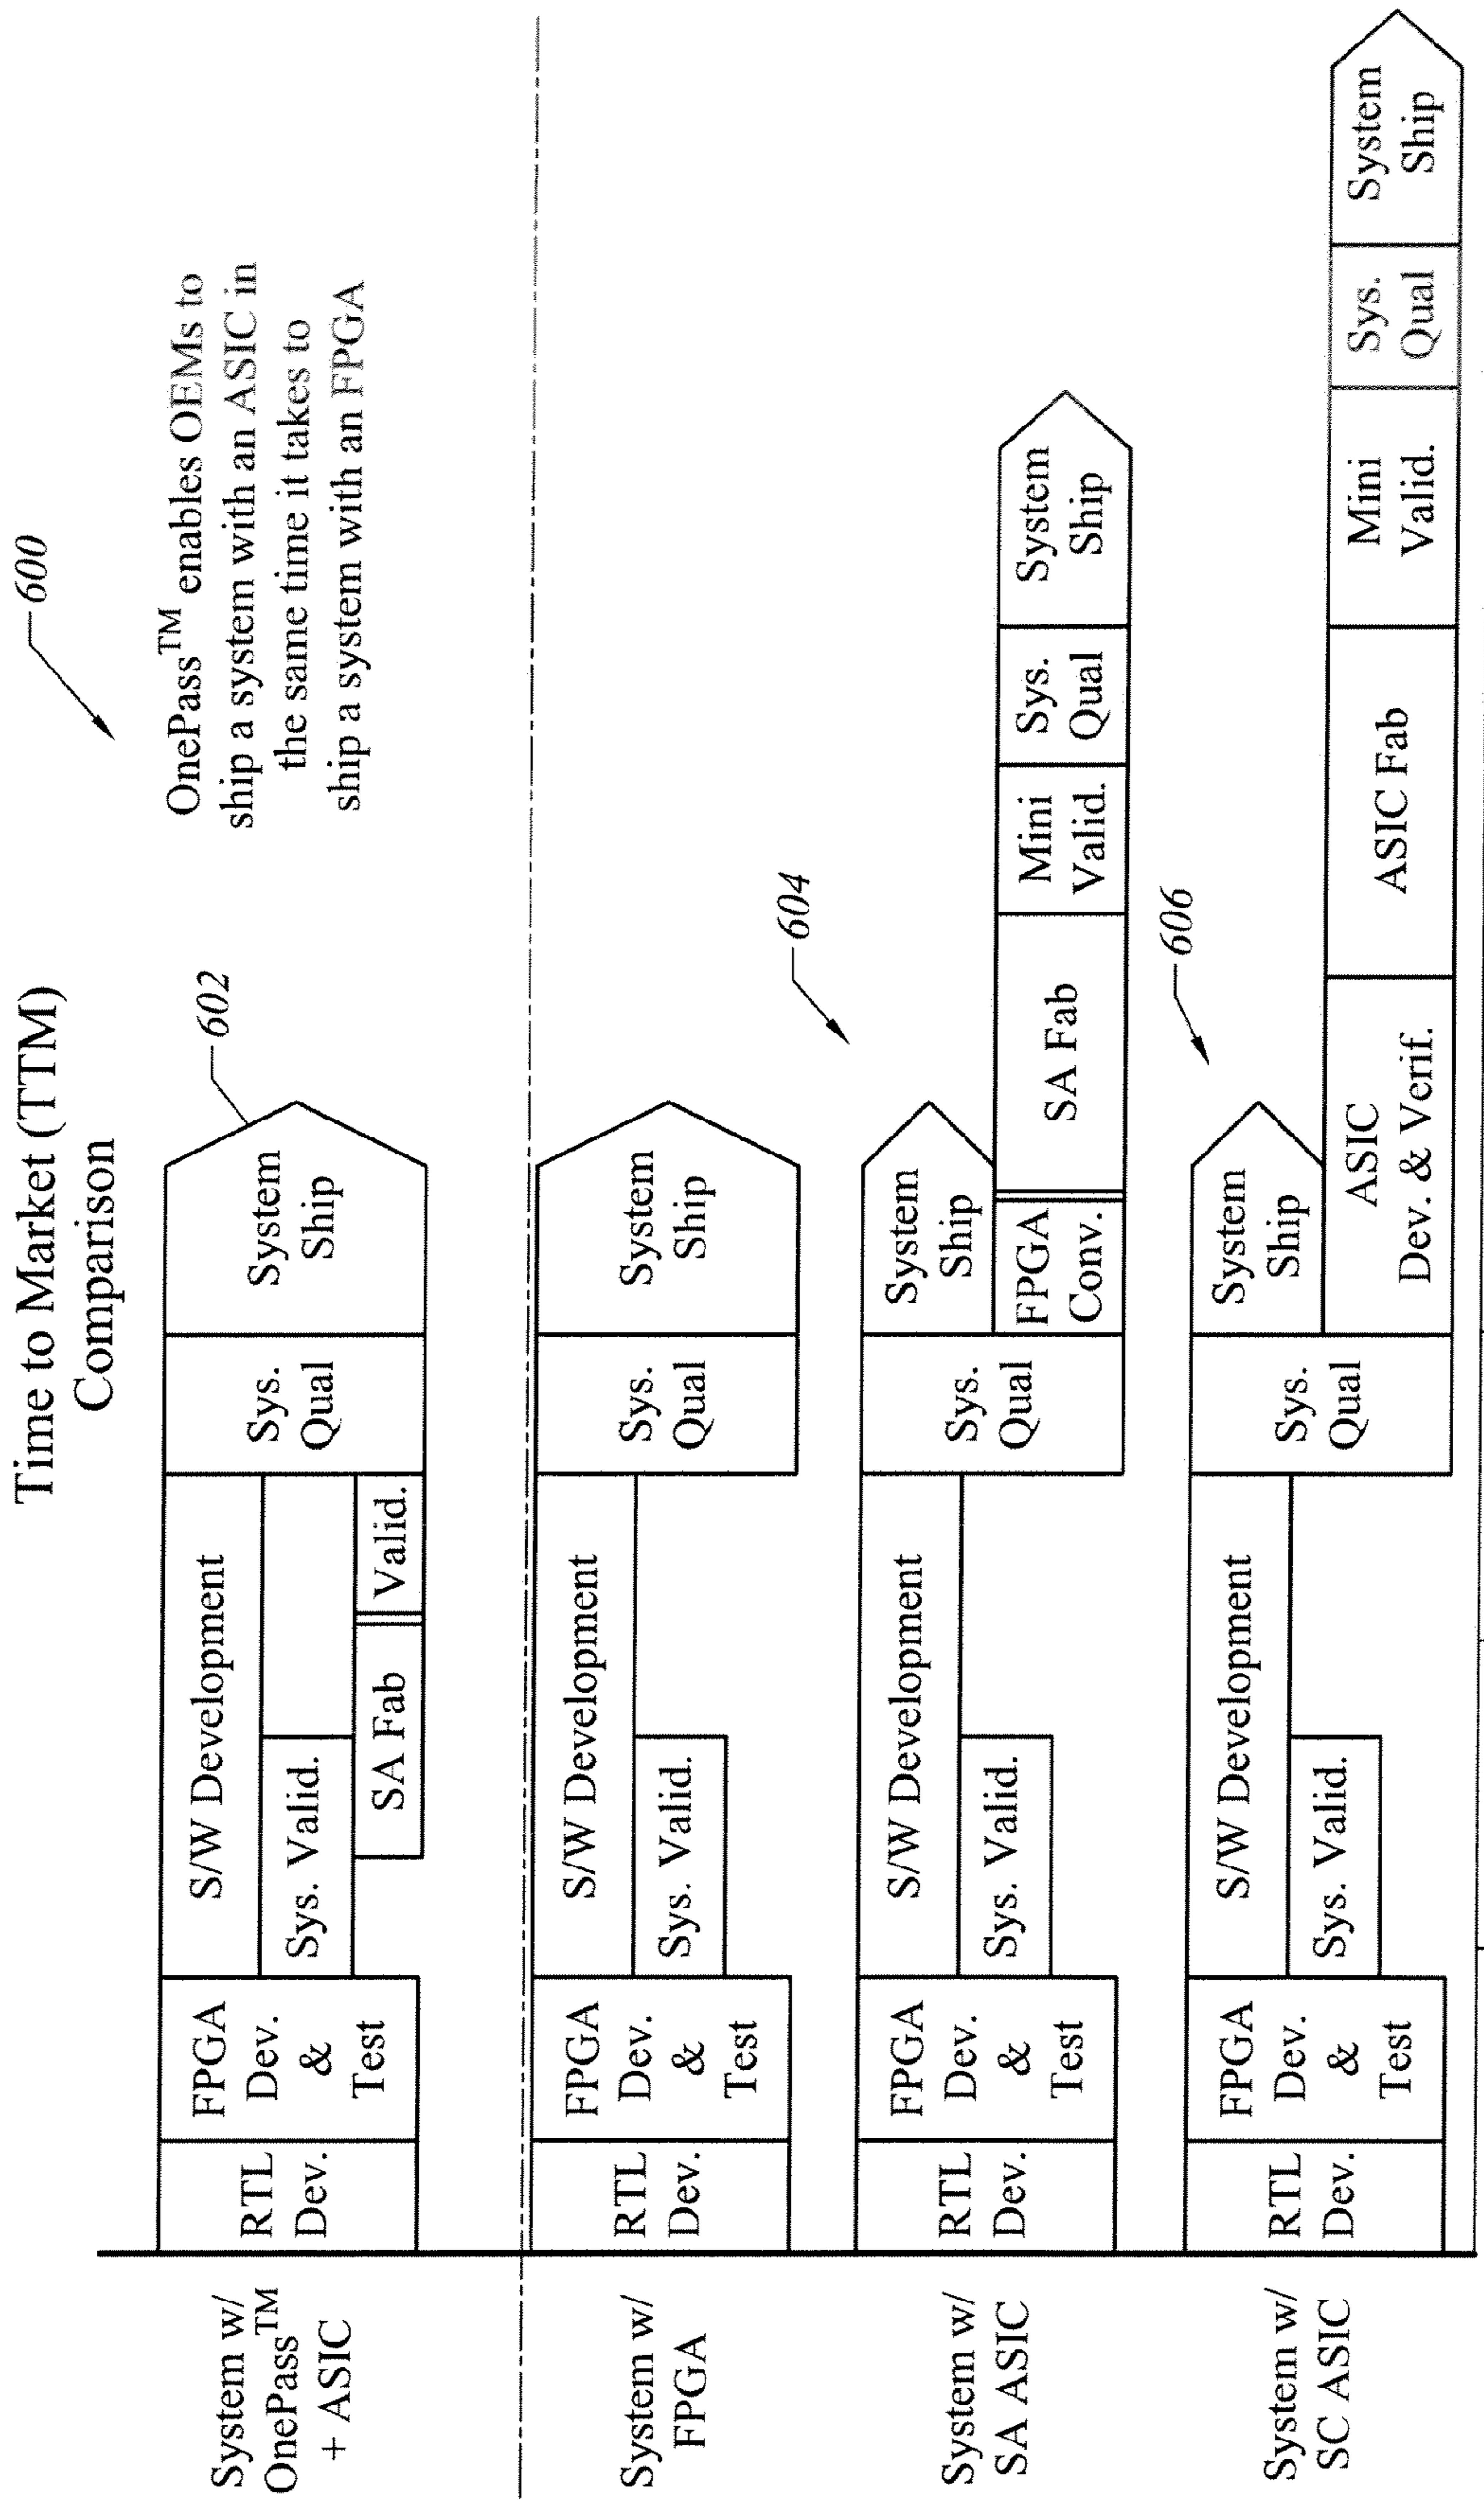 Time to Market (TTM)
Comparison
600
OnePass™ enables OEMs to
ship a system with an ASIC in
the same time it takes to
ship a system with an FPGA
602
System w/
OnePass™
+ ASIC
RTL
Dev.
FPGA
Dev.
&
Test
S/W Development
Sys. Valid.
SA Fab
Valid.
Sys.
Qual
System
Ship
System w/
FPGA
RTL
Dev.
FPGA
Dev.
&
Test
S/W Development
Sys. Valid.
Sys.
Qual
System
Ship
604
System w/
SA ASIC
RTL
Dev.
FPGA
Dev.
&
Test
S/W Development
Sys. Valid.
Sys.
Qual
System
Ship
FPGA
Conv.
SA Fab
Mini
Valid.
Sys.
Qual
System
Ship
606
System w/
SC ASIC
RTL
Dev.
FPGA
Dev.
&
Test
S/W Development
Sys. Valid.
Sys.
Qual
System
Ship
ASIC
Dev. & Verif.
ASIC Fab
Mini
Valid.
Sys.
Qual
System
Ship